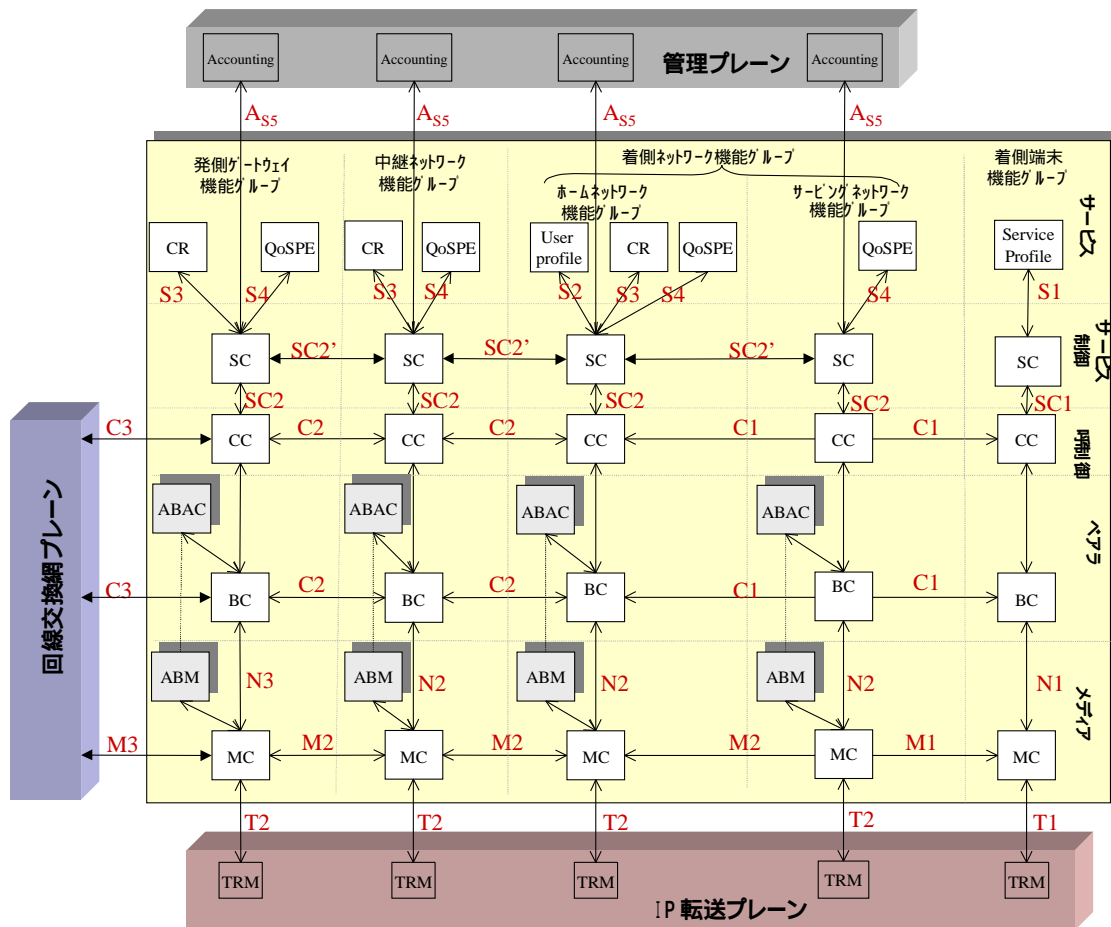 Accounting Accounting Accounting 管理プレーン Accounting
AS5 AS5 AS5 AS5
発側ゲートウェイ
機能グループ
中継ネットワーク
機能グループ
着側ネットワーク機能グループ
ホームネットワーク
機能グループ
サービングネットワーク
機能グループ
着側端末
機能グループ
サービス
CR QoSPE CR QoSPE
User
profile
CR QoSPE QoSPE
Service
Profile
S3 S4 S3 S4 S2 S3 S4 S4 S1
サービス
制御
SC SC2’ SC SC2’ SC SC2’ SC SC
SC2 SC2 SC2 SC2 SC1
呼制御
C3 CC C2 CC C2 CC C1 CC C1 CC
回線交換網プレーン
ベアラ
ABAC ABAC ABAC ABAC
C3 BC C2 BC C2 BC C1 BC C1 BC
メディア
ABM N3 ABM N2 ABM N2 ABM N2 N1
M3 MC M2 MC M2 MC M2 MC M1 MC
T2 T2 T2 T2 T1
TRM TRM TRM TRM TRM
IP転送プレーン